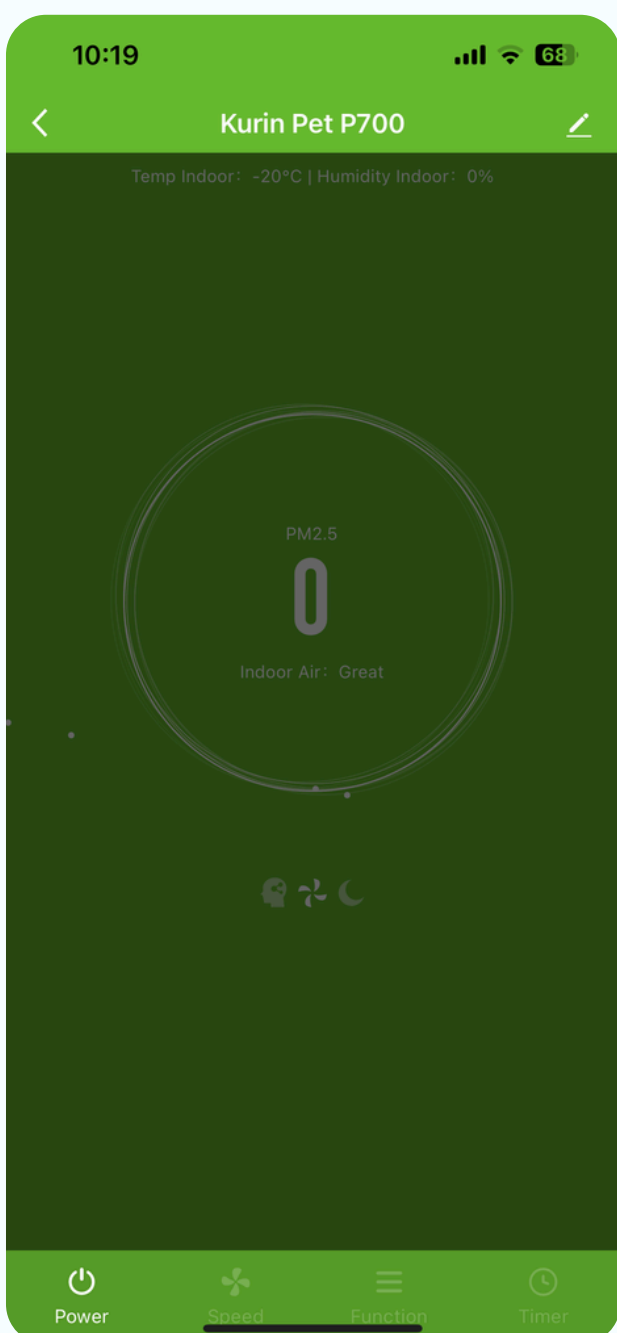 10:19 68
Kurin Pet P700
Temp Indoor: -20°C | Humidity Indoor: 0%
PM2.5
0
Indoor Air: Great
Power Speed Function Timer